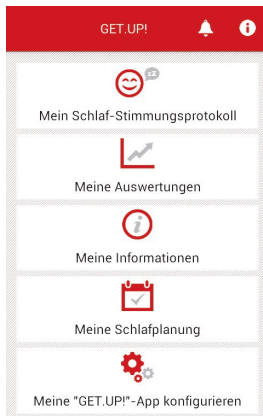 GET.UP!
Mein Schlaf-Stimmungsprotokoll
Meine Auswertungen
Meine Informationen
Meine Schlafplanung
Meine "GET.UP!"-App konfigurieren